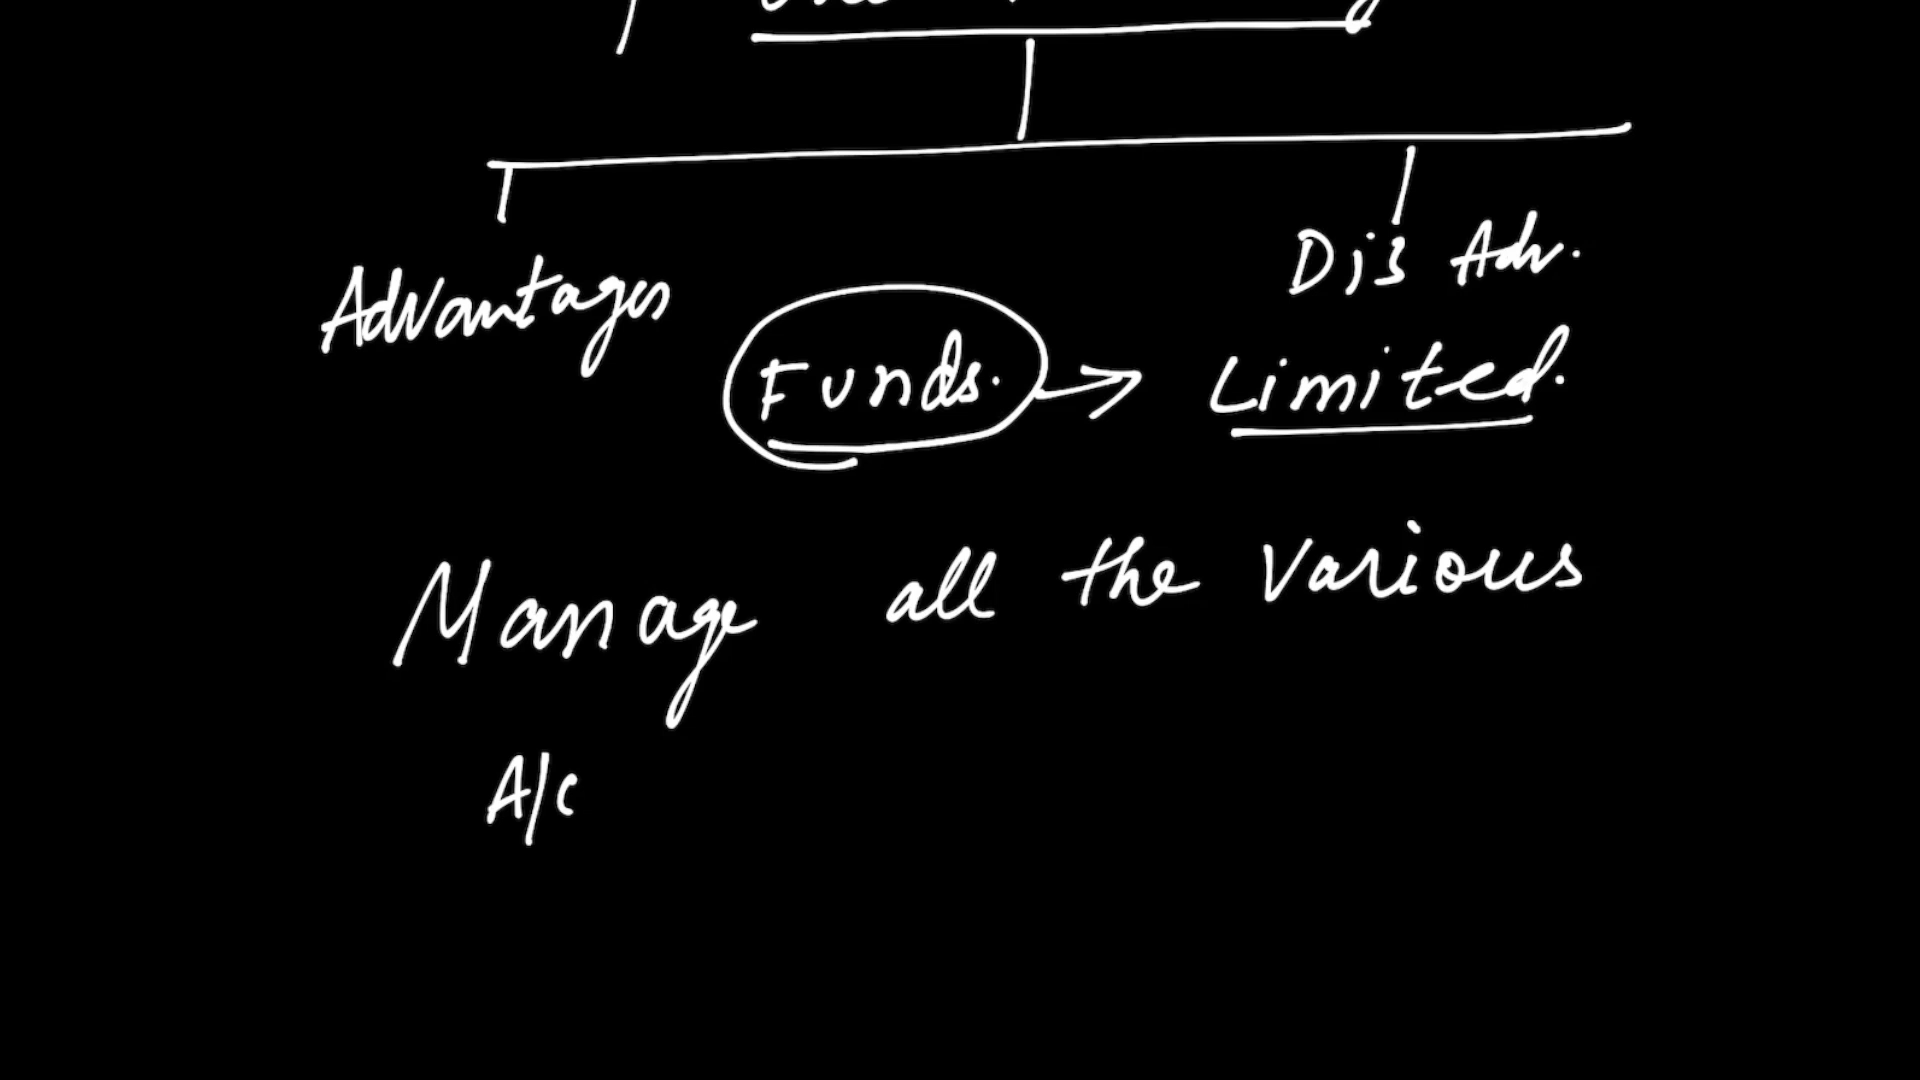 Advantages Dis Adv.
Funds. → Limited.
Manage all the various
A/c